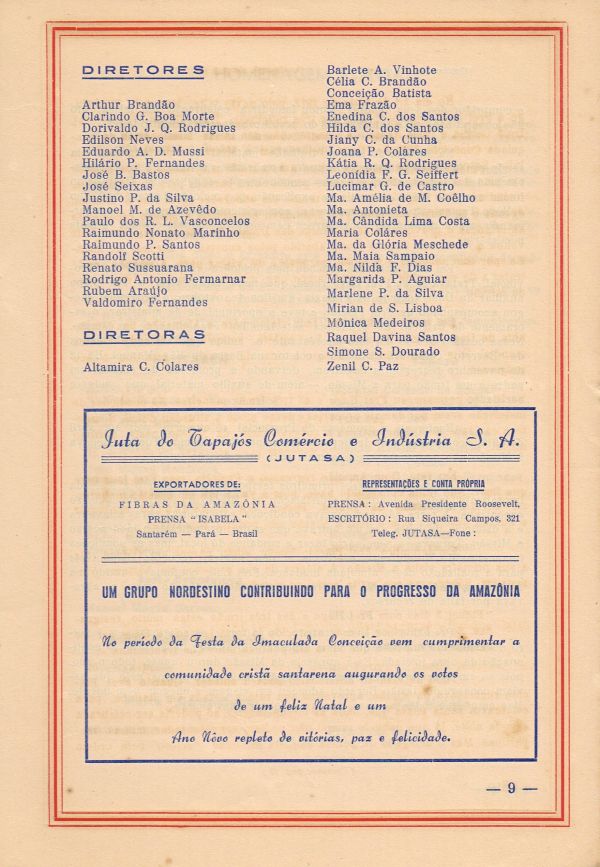 DIRETORES
Arthur Brandão
Clarindo G. Boa Morte
Dorivaldo J. Q. Rodrigues
Edilson Neves
Eduardo A. D. Mussi
Hilário P. Fernandes
José B. Bastos
José Seixas
Justino P. da Silva
Manoel M. de Azevêdo
Paulo dos R. L. Vasconcelos
Raimundo Nonato Marinho
Raimundo P. Santos
Randolf Scotti
Renato Sussuarana
Rodrigo Antonio Fermarnar
Rubem Araújo
Valdomiro Fernandes
DIRETORAS
Altamira C. Colares
Barlete A. Vinhote
Célia C. Brandão
Conceição Batista
Ema Frazão
Enedina C. dos Santos
Hilda C. dos Santos
Jiany C. da Cunha
Joana P. Colares
Kátia R. Q. Rodrigues
Leonídia F. G. Seiffert
Lucimar G. de Castro
Ma. Amélia de M. Coêlho
Ma. Antonieta
Ma. Cândida Lima Costa
Maria Coláres
Ma. da Glória Meschede
Ma. Maia Sampaio
Ma. Nilda F. Dias
Margarida P. Aguiar
Marlene P. da Silva
Mirian de S. Lisboa
Mônica Medeiros
Raquel Davina Santos
Simone S. Dourado
Zenil C. Paz
Juta do Tapajós Comércio e Indústria S. A.
(JUTASA)
EXPORTADORES DE:
FIBRAS DA AMAZÔNIA
PRENSA "ISABELA"
Santarém — Pará — Brasil
REPRESENTAÇÕES E CONTA PRÓPRIA
PRENSA : Avenida Presidente Roosevelt,
ESCRITÓRIO : Rua Siqueira Campos, 321
Teleg. JUTASA—Fone :
UM GRUPO NORDESTINO CONTRIBUINDO PARA O PROGRESSO DA AMAZÔNIA
No período da Festa da Imaculada Conceição vem cumprimentar a
comunidade cristã santarena augurando os votos
de um feliz Natal e um
Ano Nôvo repleto de vitórias, paz e felicidade.
— 9 —